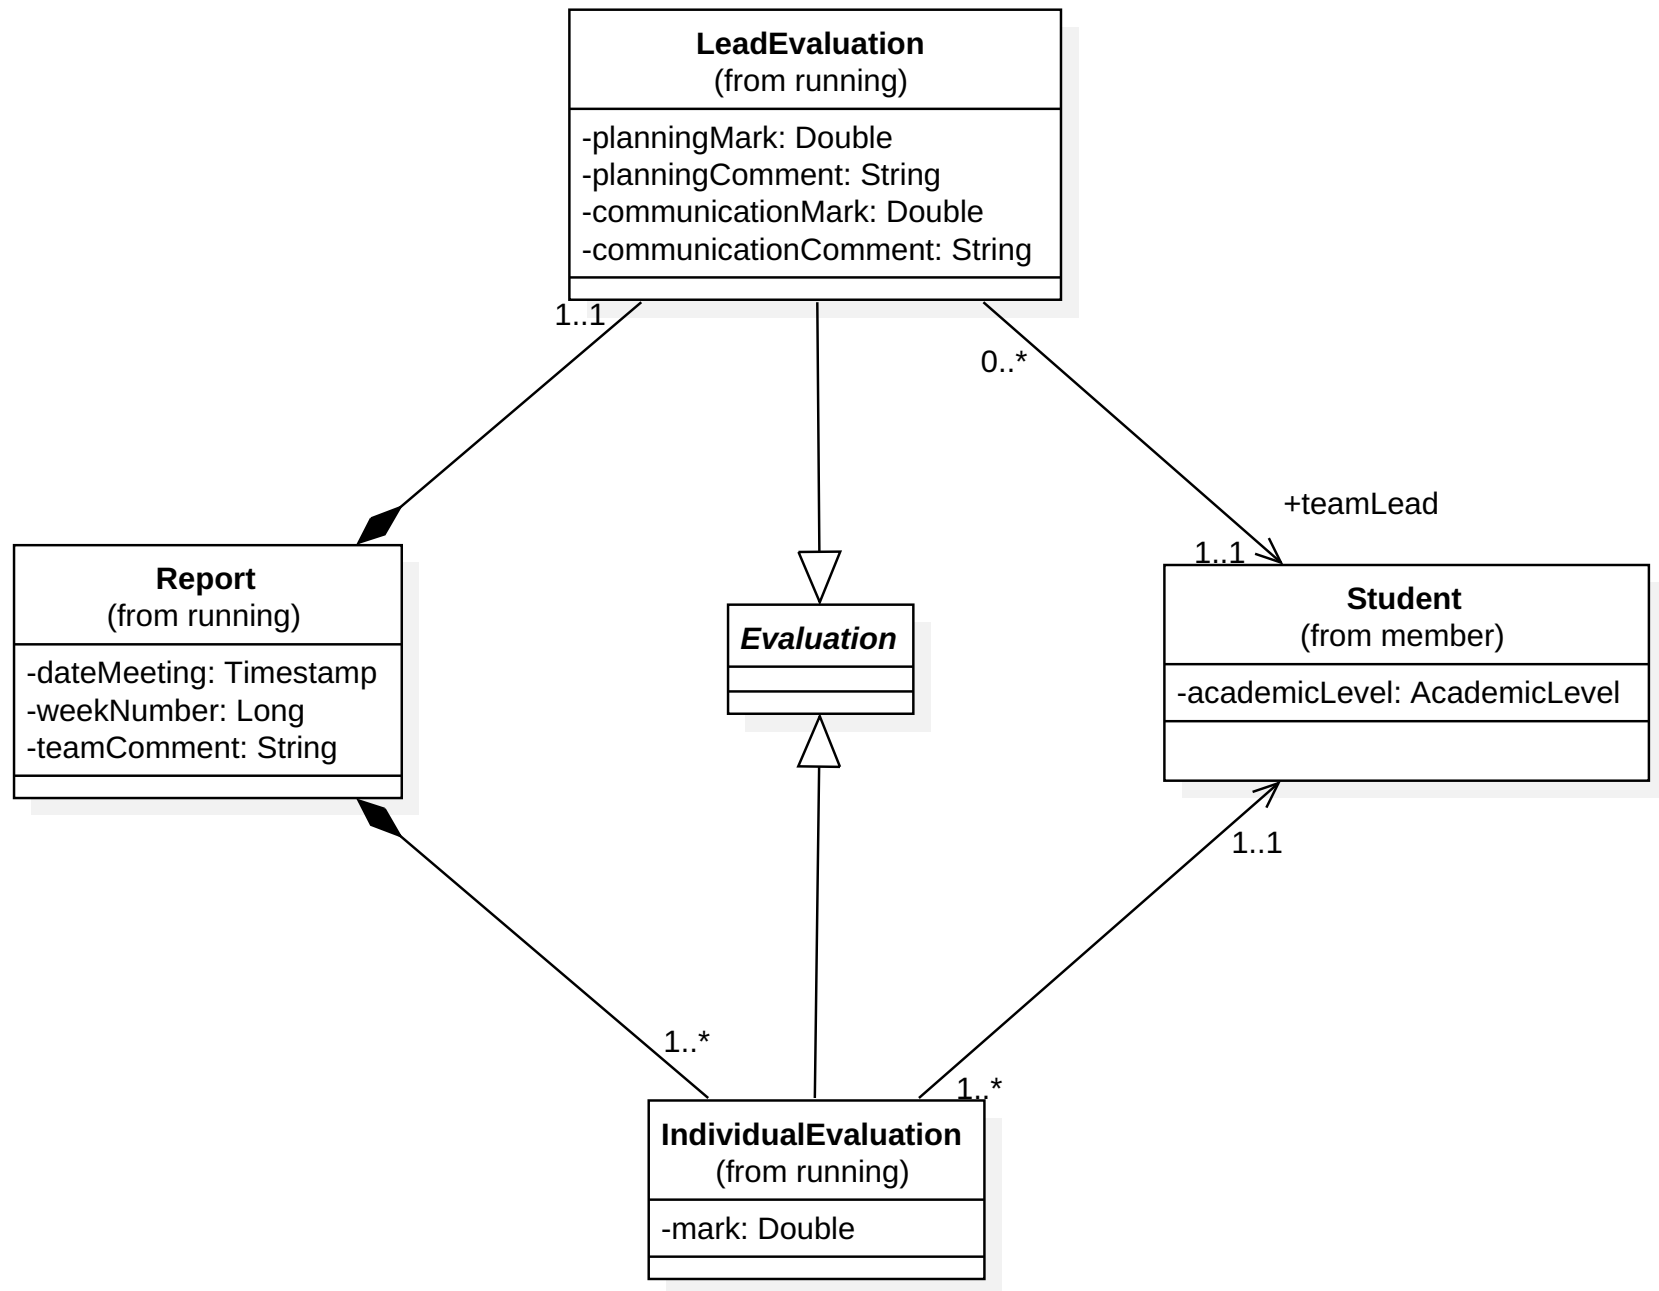 LeadEvaluation
(from running)
-planningMark: Double
-planningComment: String
-communicationMark: Double
-communicationComment: String
1..1
0..*
+teamLead
1..1
Report
(from running)
-dateMeeting: Timestamp
-weekNumber: Long
-teamComment: String
Evaluation
Student
(from member)
-academicLevel: AcademicLevel
1..1
1..*
1..*
IndividualEvaluation
(from running)
-mark: Double